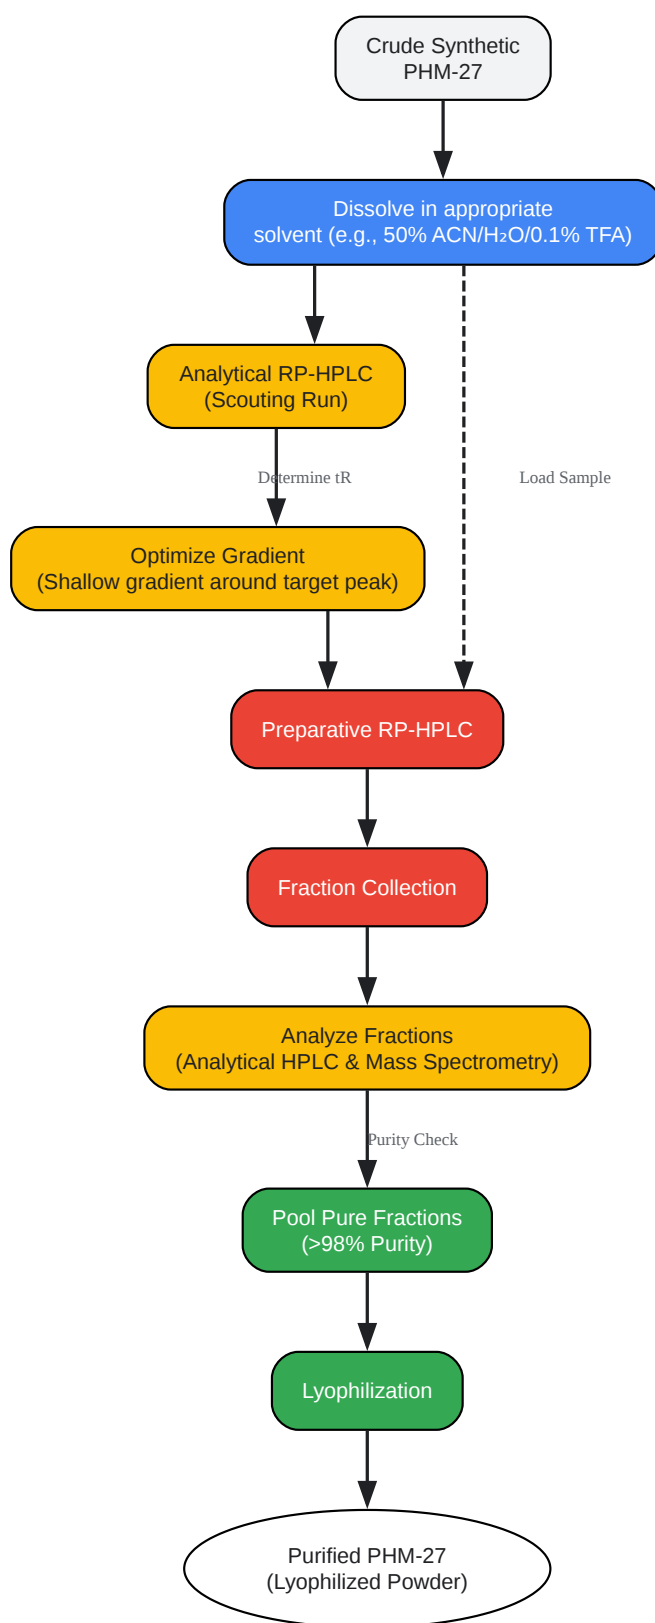 Crude Synthetic
PHM-27
Dissolve in appropriate
solvent (e.g., 50% ACN/H₂O/0.1% TFA)
Analytical RP-HPLC
(Scouting Run)
Determine tR
Load Sample
Optimize Gradient
(Shallow gradient around target peak)
Preparative RP-HPLC
Fraction Collection
Analyze Fractions
(Analytical HPLC & Mass Spectrometry)
Purity Check
Pool Pure Fractions
(>98% Purity)
Lyophilization
Purified PHM-27
(Lyophilized Powder)